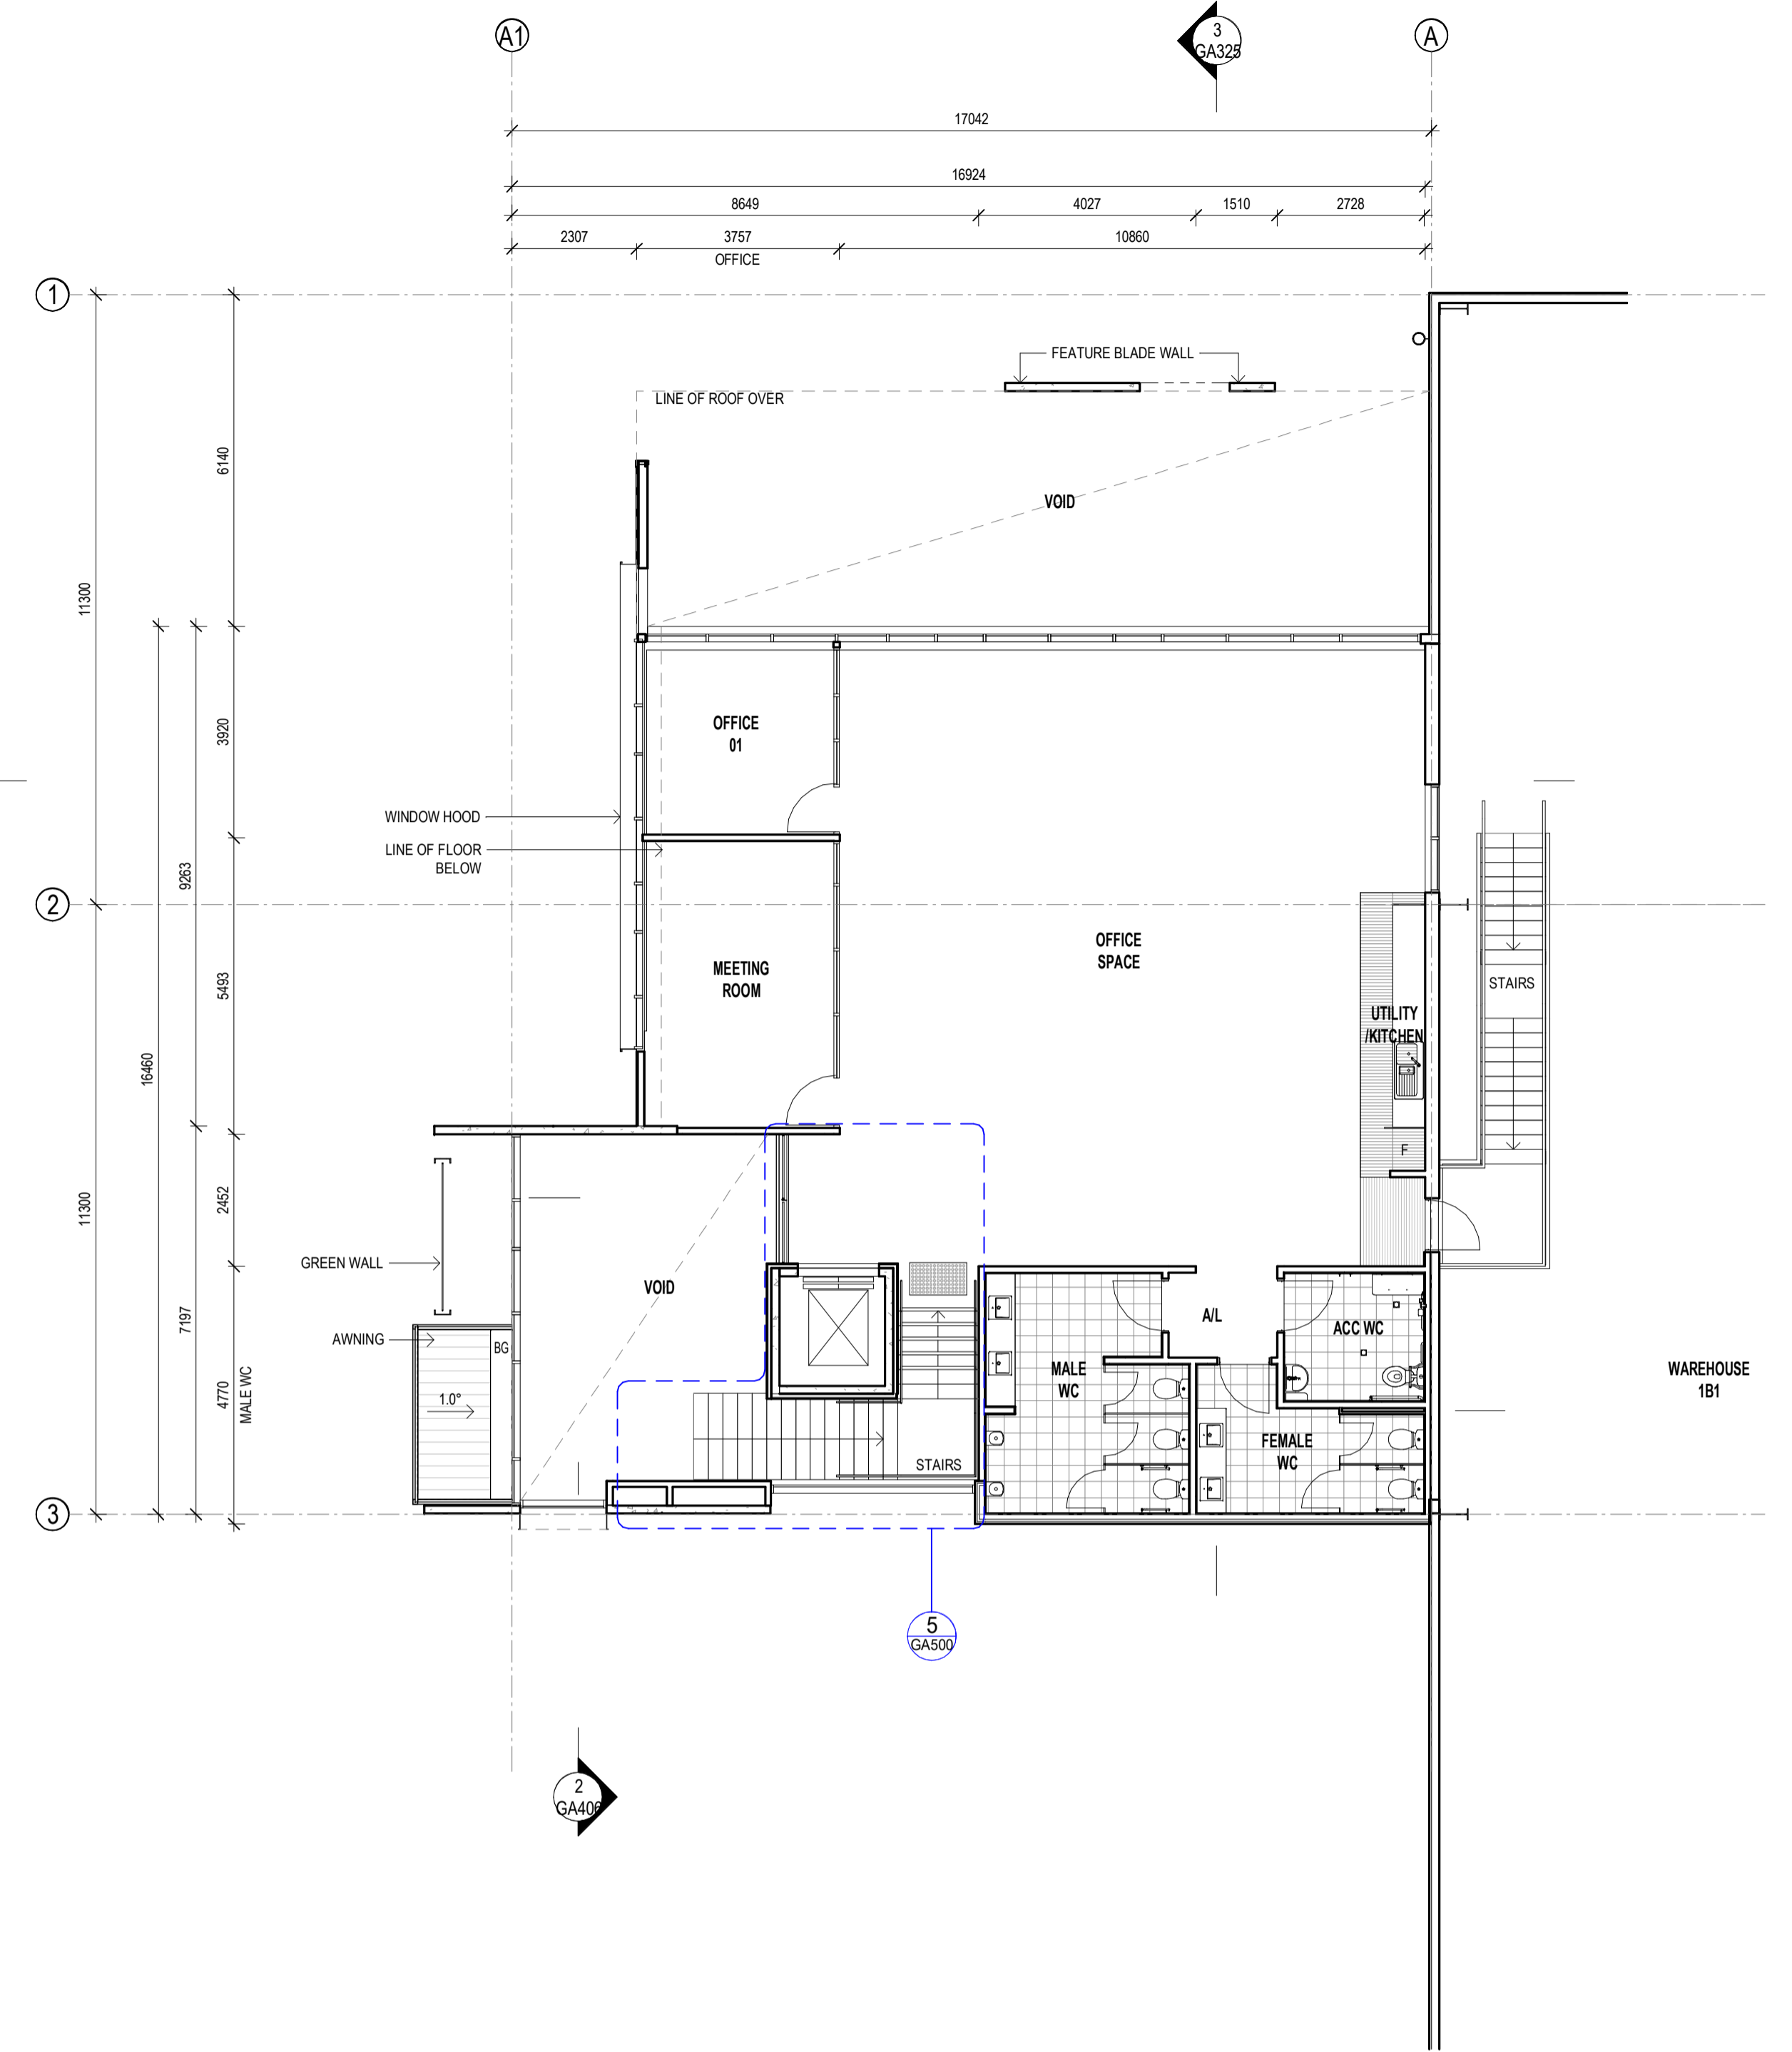 A1
3
GA325
A
17042
16924
8649
4027
1510
2728
2307
3757
10860
OFFICE
1
FEATURE BLADE WALL
LINE OF ROOF OVER
6140
VOID
11300
OFFICE
01
3920
WINDOW HOOD
LINE OF FLOOR
BELOW
9263
2
OFFICE
SPACE
MEETING
ROOM
5493
STAIRS
UTILITY
/KITCHEN
16460
F
11300
2452
GREEN WALL
VOID
A/L
7197
AWNING
BG
ACC WC
MALE
WC
WAREHOUSE
1B1
4770
MALE WC
1.0°
FEMALE
WC
STAIRS
3
5
GA500
2
GA406